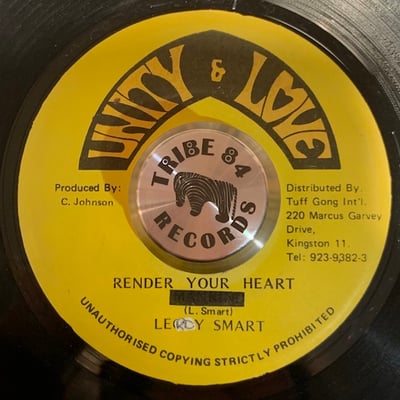 UNITY & LOVE
TRIBE 84
RECORDS
Produced By:
C. Johnson
Distributed By.
Tuff Gong Int'l.
220 Marcus Garvey
Drive,
Kingston 11.
Tel: 923-9382-3
RENDER YOUR HEART
(L. Smart)
LEROY SMART
UNAUTHORISED COPYING STRICTLY PROHIBITED